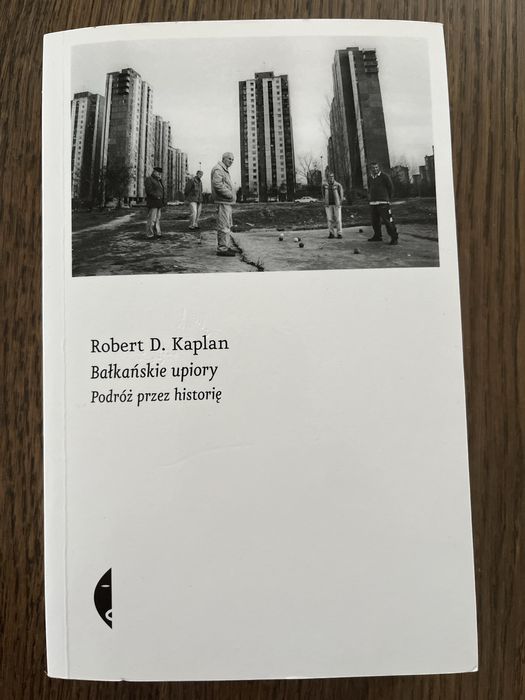 Robert D. Kaplan
Bałkańskie upiory
Podróż przez historię